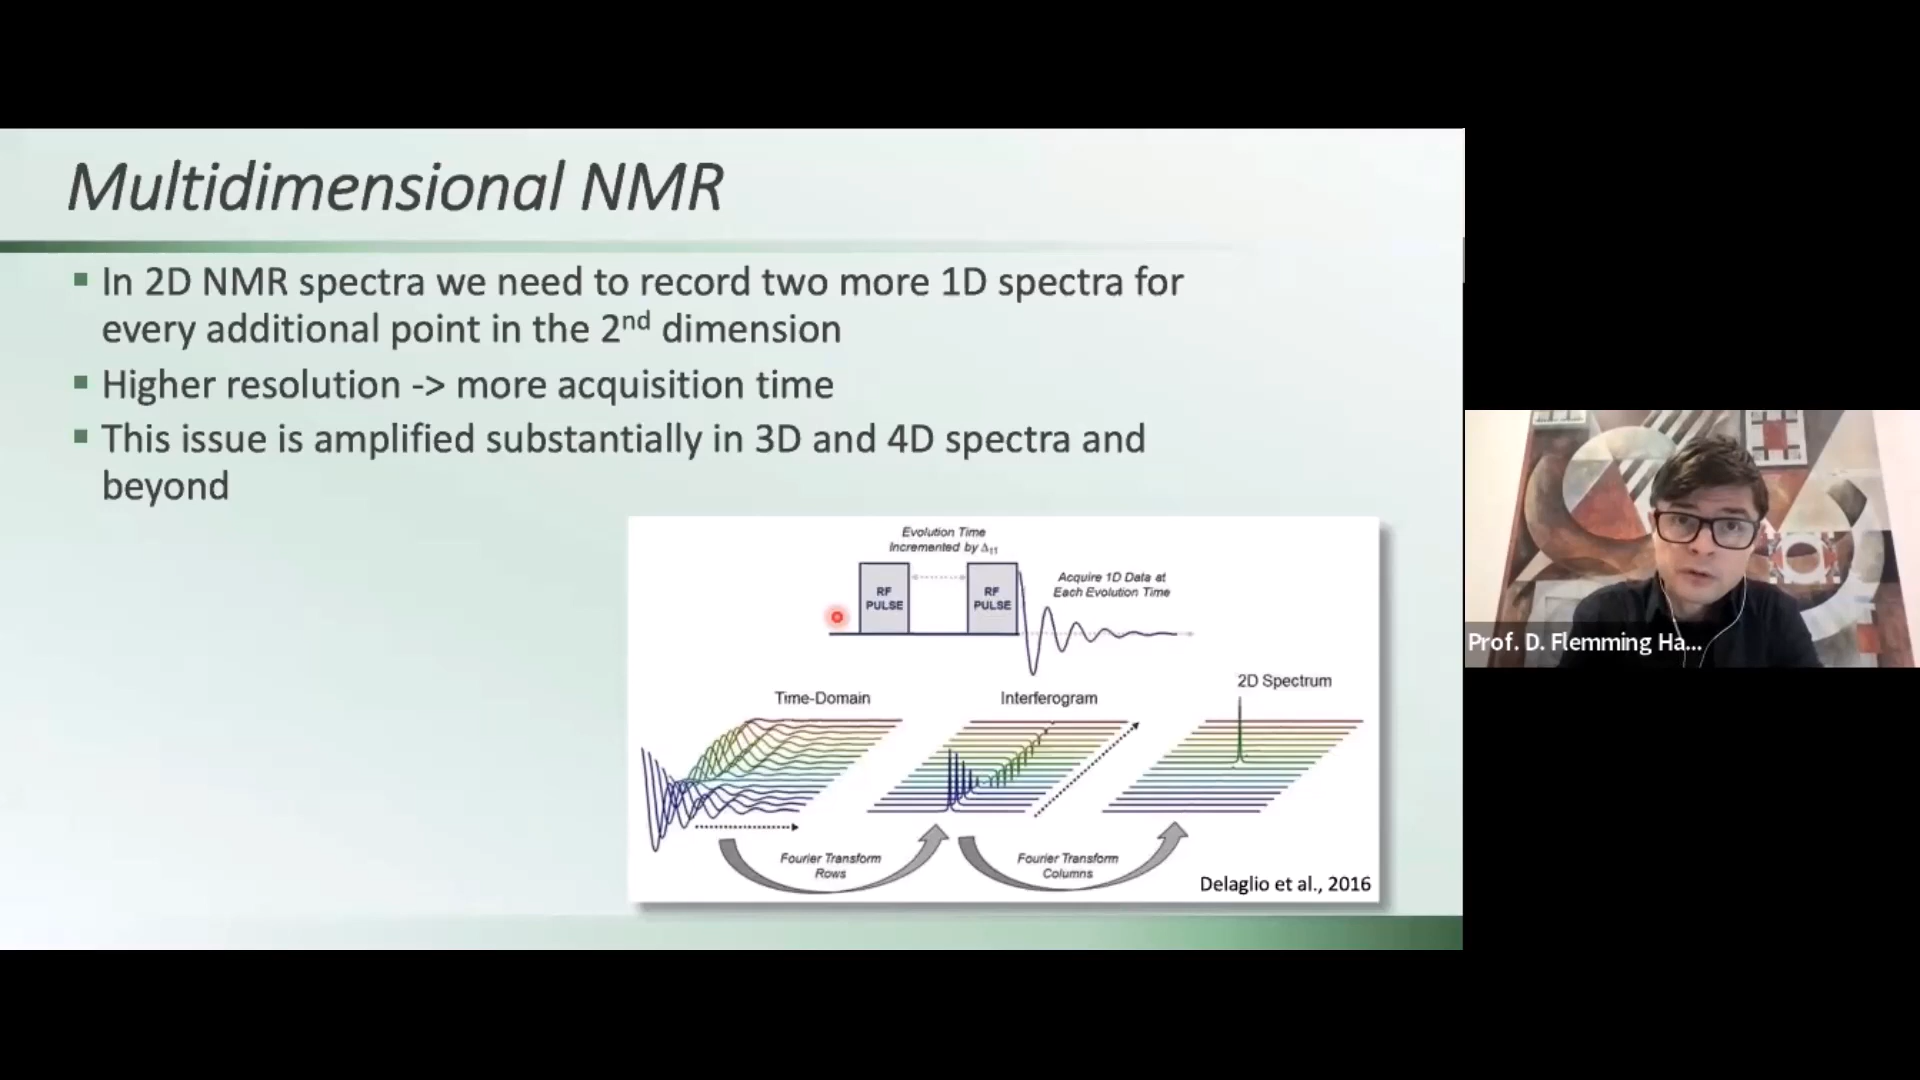 Multidimensional NMR
In 2D NMR spectra we need to record two more 1D spectra for
every additional point in the 2nd dimension
Higher resolution -> more acquisition time
This issue is amplified substantially in 3D and 4D spectra and
beyond
Evolution Time
Incremented by Δt1
RF
PULSE
RF
PULSE
Acquire 1D Data at
Each Evolution Time
Time-Domain
Interferogram
2D Spectrum
Fourier Transform
Rows
Fourier Transform
Columns
Delaglio et al., 2016
Prof. D. Flemming Ha...